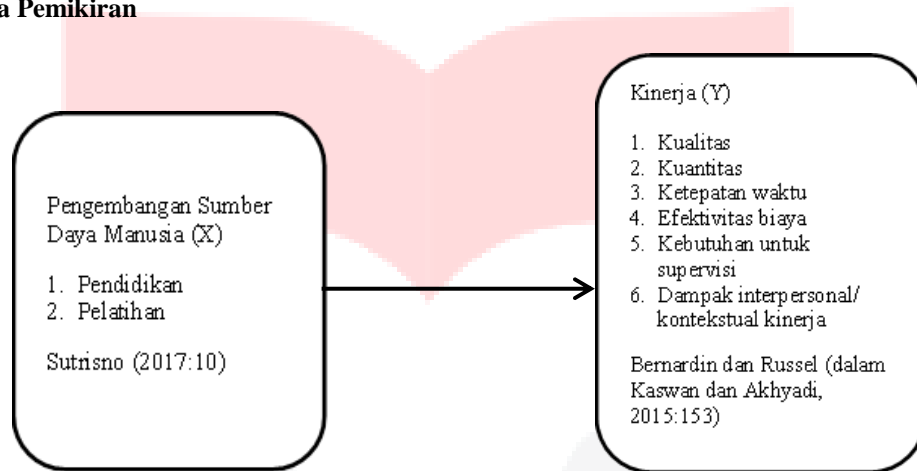 a Pemikiran
Pengembangan Sumber
Daya Manusia (X)
1. Pendidikan
2. Pelatihan
Sutrisno (2017:10)
Kinerja (Y)
1. Kualitas
2. Kuantitas
3. Ketepatan waktu
4. Efektivitas biaya
5. Kebutuhan untuk
supervisi
6. Dampak interpersonal/
kontekstual kinerja
Bernardin dan Russel (dalam
Kaswan dan Akhyadi,
2015:153)